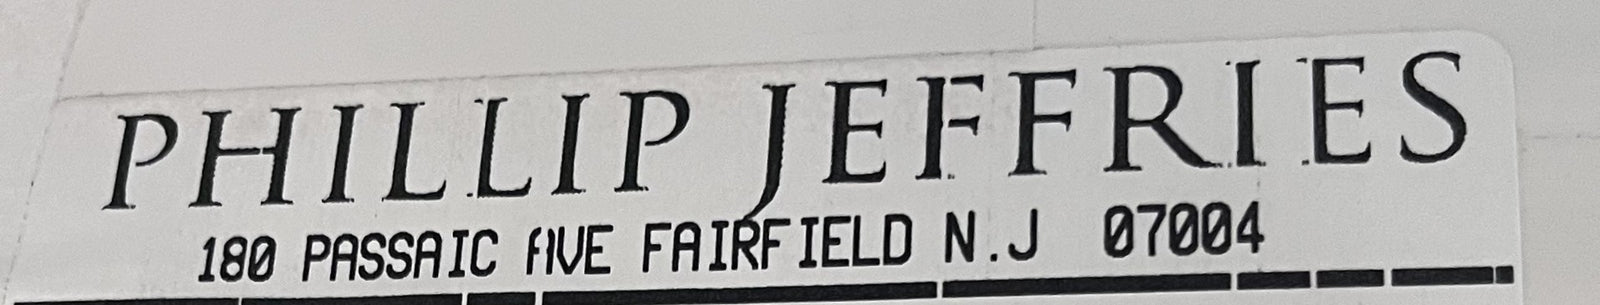 PHILLIP JEFFRIES
180 PASSAIC AVE FAIRFIELD N.J 07004